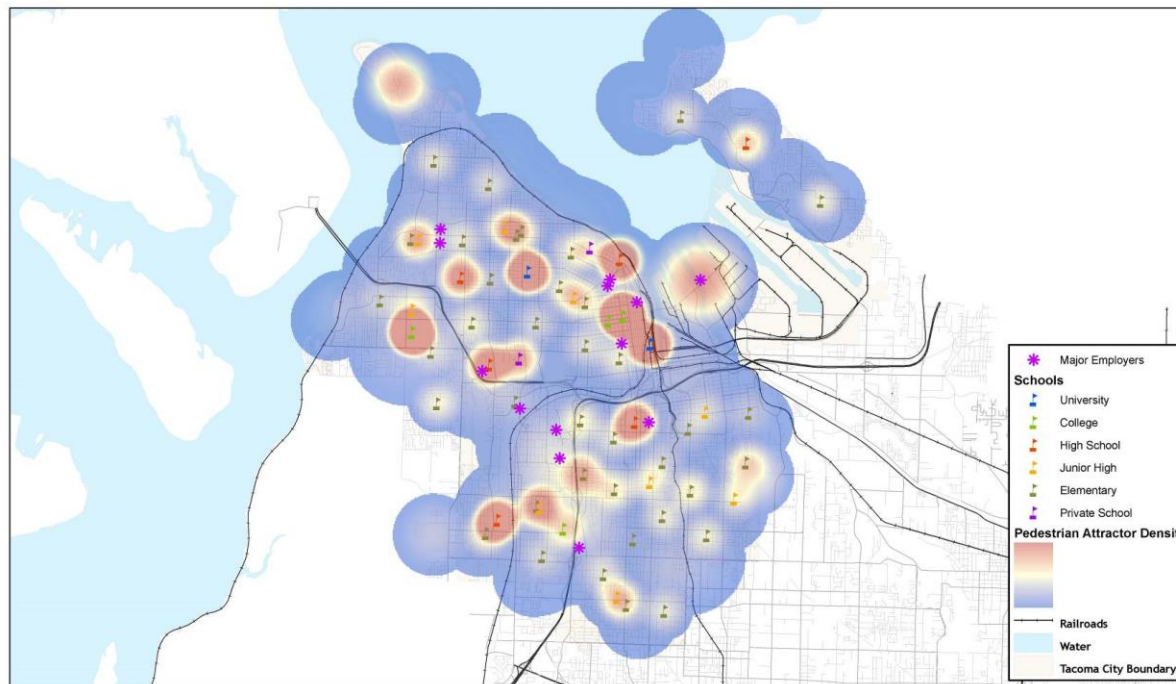 Major Employers
Schools
University
College
High School
Junior High
Elementary
Private School
Pedestrian Attractor Densit
Railroads
Water
Tacoma City Boundary